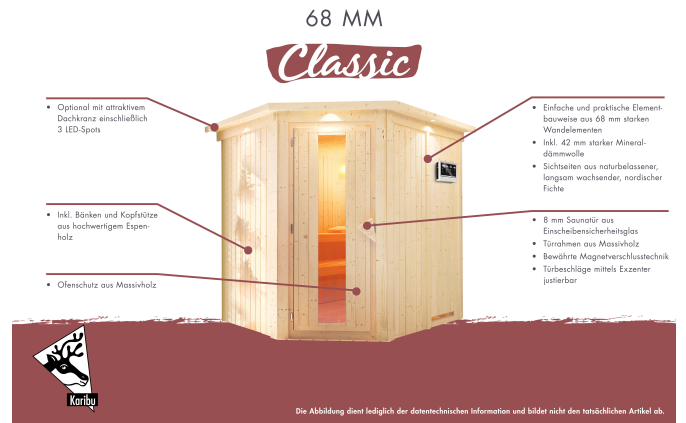 68 MM
Classic
• Optional mit attraktivem
Dachkranz einschließlich
3 LED-Spots
• Inkl. Bänken und Kopfstütze
aus hochwertigem Espen-
holz
• Ofenschutz aus Massivholz
• Einfache und praktische Element-
bauweise aus 68 mm starken
Wandelementen
• Inkl. 42 mm starker Mineral-
dämmwolle
• Sichtseiten aus naturbelassener,
langsam wachsender, nordischer
Fichte
• 8 mm Saunatür aus
Einscheibensicherheitsglas
• Türrahmen aus Massivholz
• Bewährte Magnetverschlusstechnik
• Türbeschläge mittels Exzenter
justierbar
Karibu
Die Abbildung dient lediglich der datentechnischen Information und bildet nicht den tatsächlichen Artikel ab.